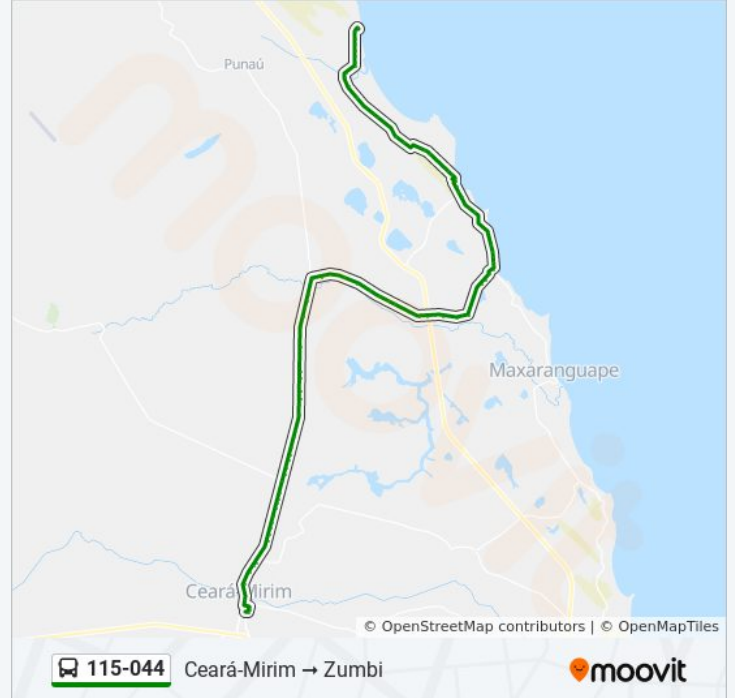 Punaú
Maxaranguape
Ceará-Mirim
© OpenStreetMap contributors | © OpenMapTiles
115-044 Ceará-Mirim → Zumbi
moovit